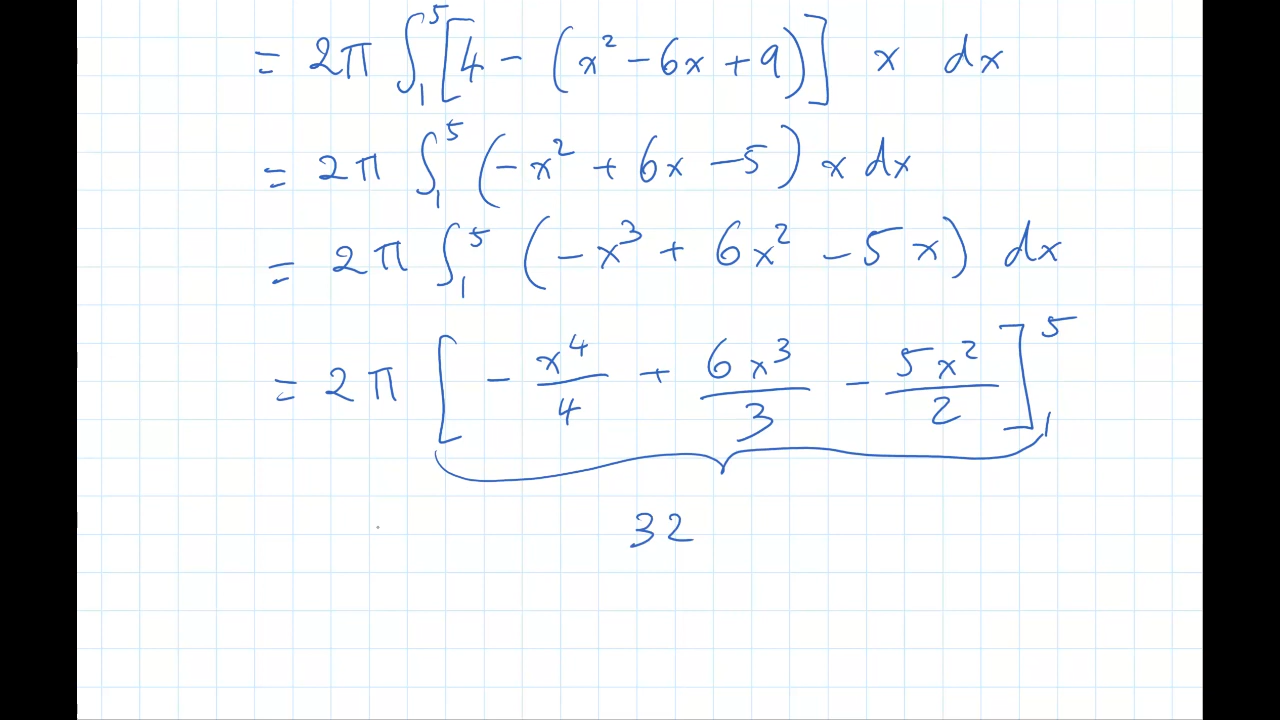 = 2π ∫₁⁵ [4 − (x² − 6x + 9)] x dx
= 2π ∫₁⁵ (−x² + 6x − 5) x dx
= 2π ∫₁⁵ (−x³ + 6x² − 5x) dx
= 2π [− x⁴/4 + 6x³/3 − 5x²/2]₁⁵
32